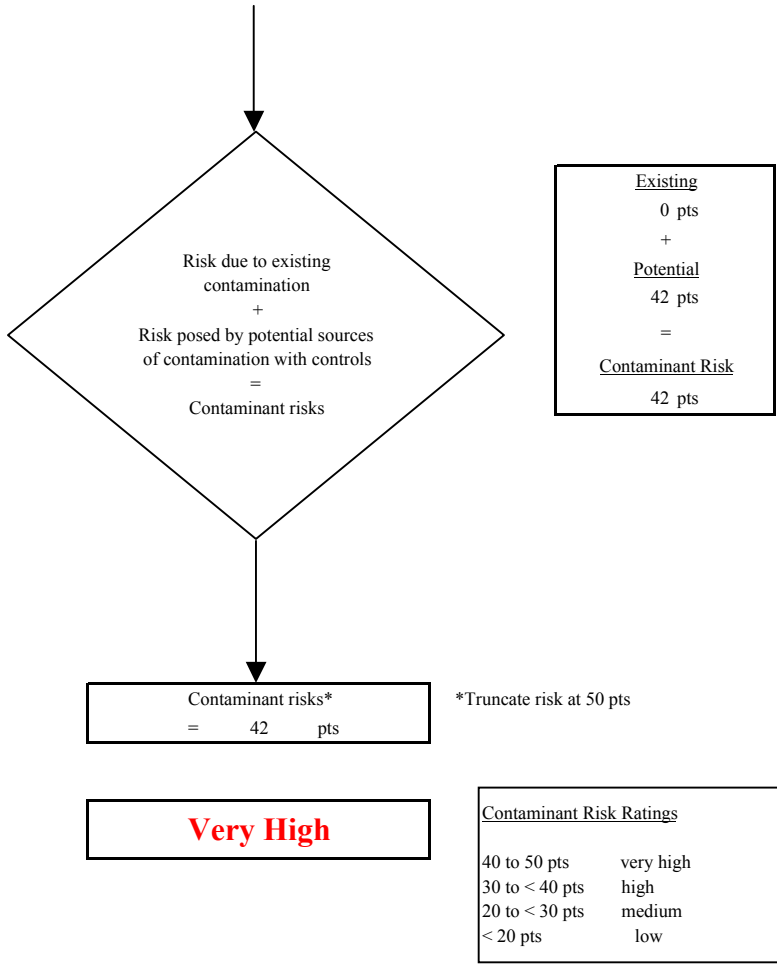 Risk due to existing
contamination
+
Risk posed by potential sources
of contamination with controls
=
Contaminant risks
Existing
0 pts
+
Potential
42 pts
=
Contaminant Risk
42 pts
Contaminant risks*
= 42 pts
*Truncate risk at 50 pts
Very High
Contaminant Risk Ratings
40 to 50 pts very high
30 to < 40 pts high
20 to < 30 pts medium
< 20 pts low